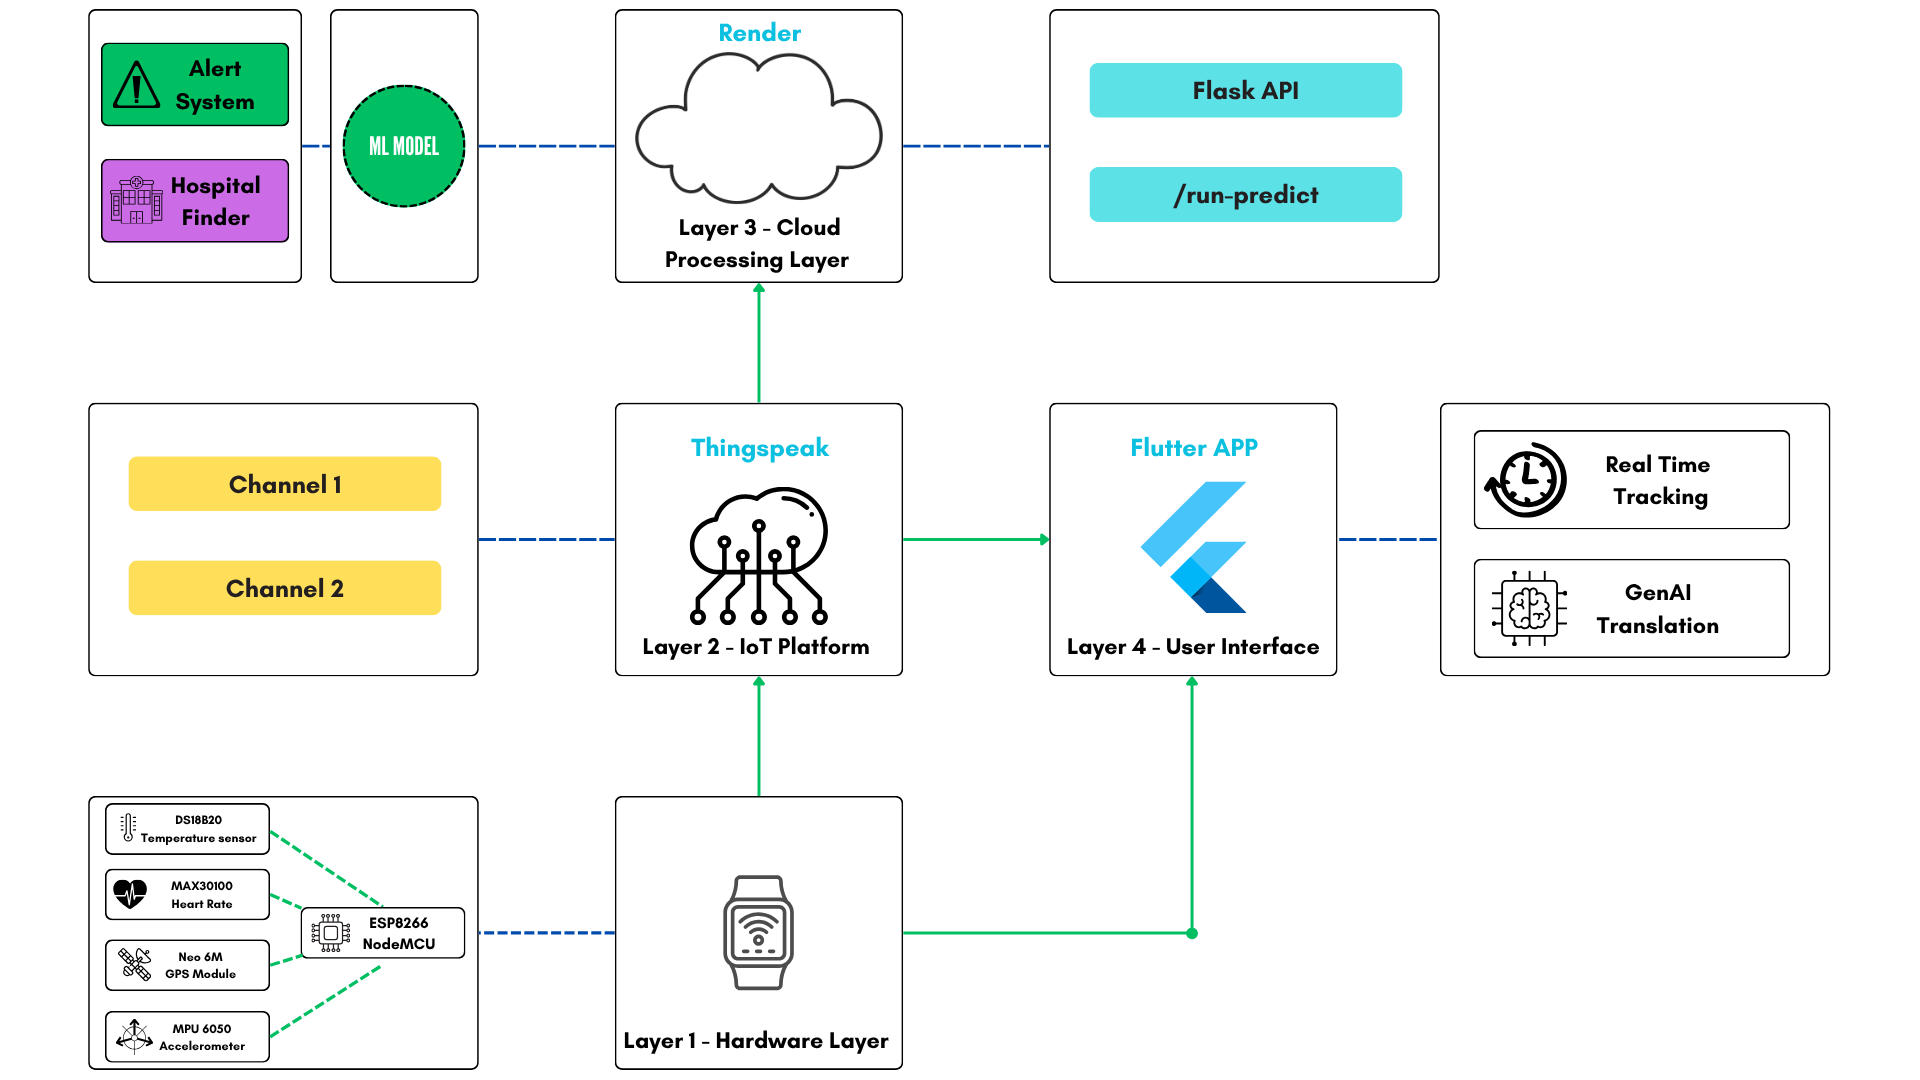 Alert
System
Hospital
Finder
ML MODEL
Render
Layer 3 - Cloud
Processing Layer
Flask API
/run-predict
Channel 1
Channel 2
Thingspeak
Layer 2 - IoT Platform
Flutter APP
Layer 4 - User Interface
Real Time
Tracking
GenAI
Translation
DS18B20
Temperature sensor
MAX30100
Heart Rate
Neo 6M
GPS Module
MPU 6050
Accelerometer
ESP8266
NodeMCU
Layer 1 - Hardware Layer